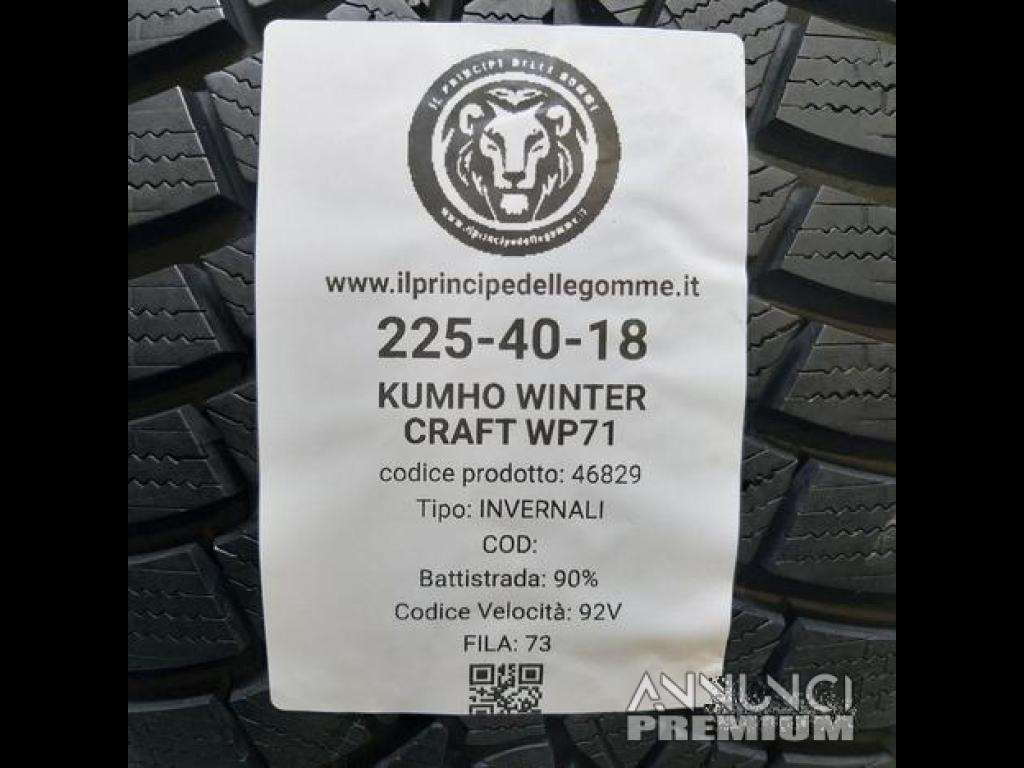 IL PRINCIPE DELLE GOMME
www.ilprincipedellegomme.it
www.ilprincipedellegomme.it
225-40-18
KUMHO WINTER
CRAFT WP71
codice prodotto: 46829
Tipo: INVERNALI
COD:
Battistrada: 90%
Codice Velocità: 92V
FILA: 73
ANNUNCI
PREMIUM